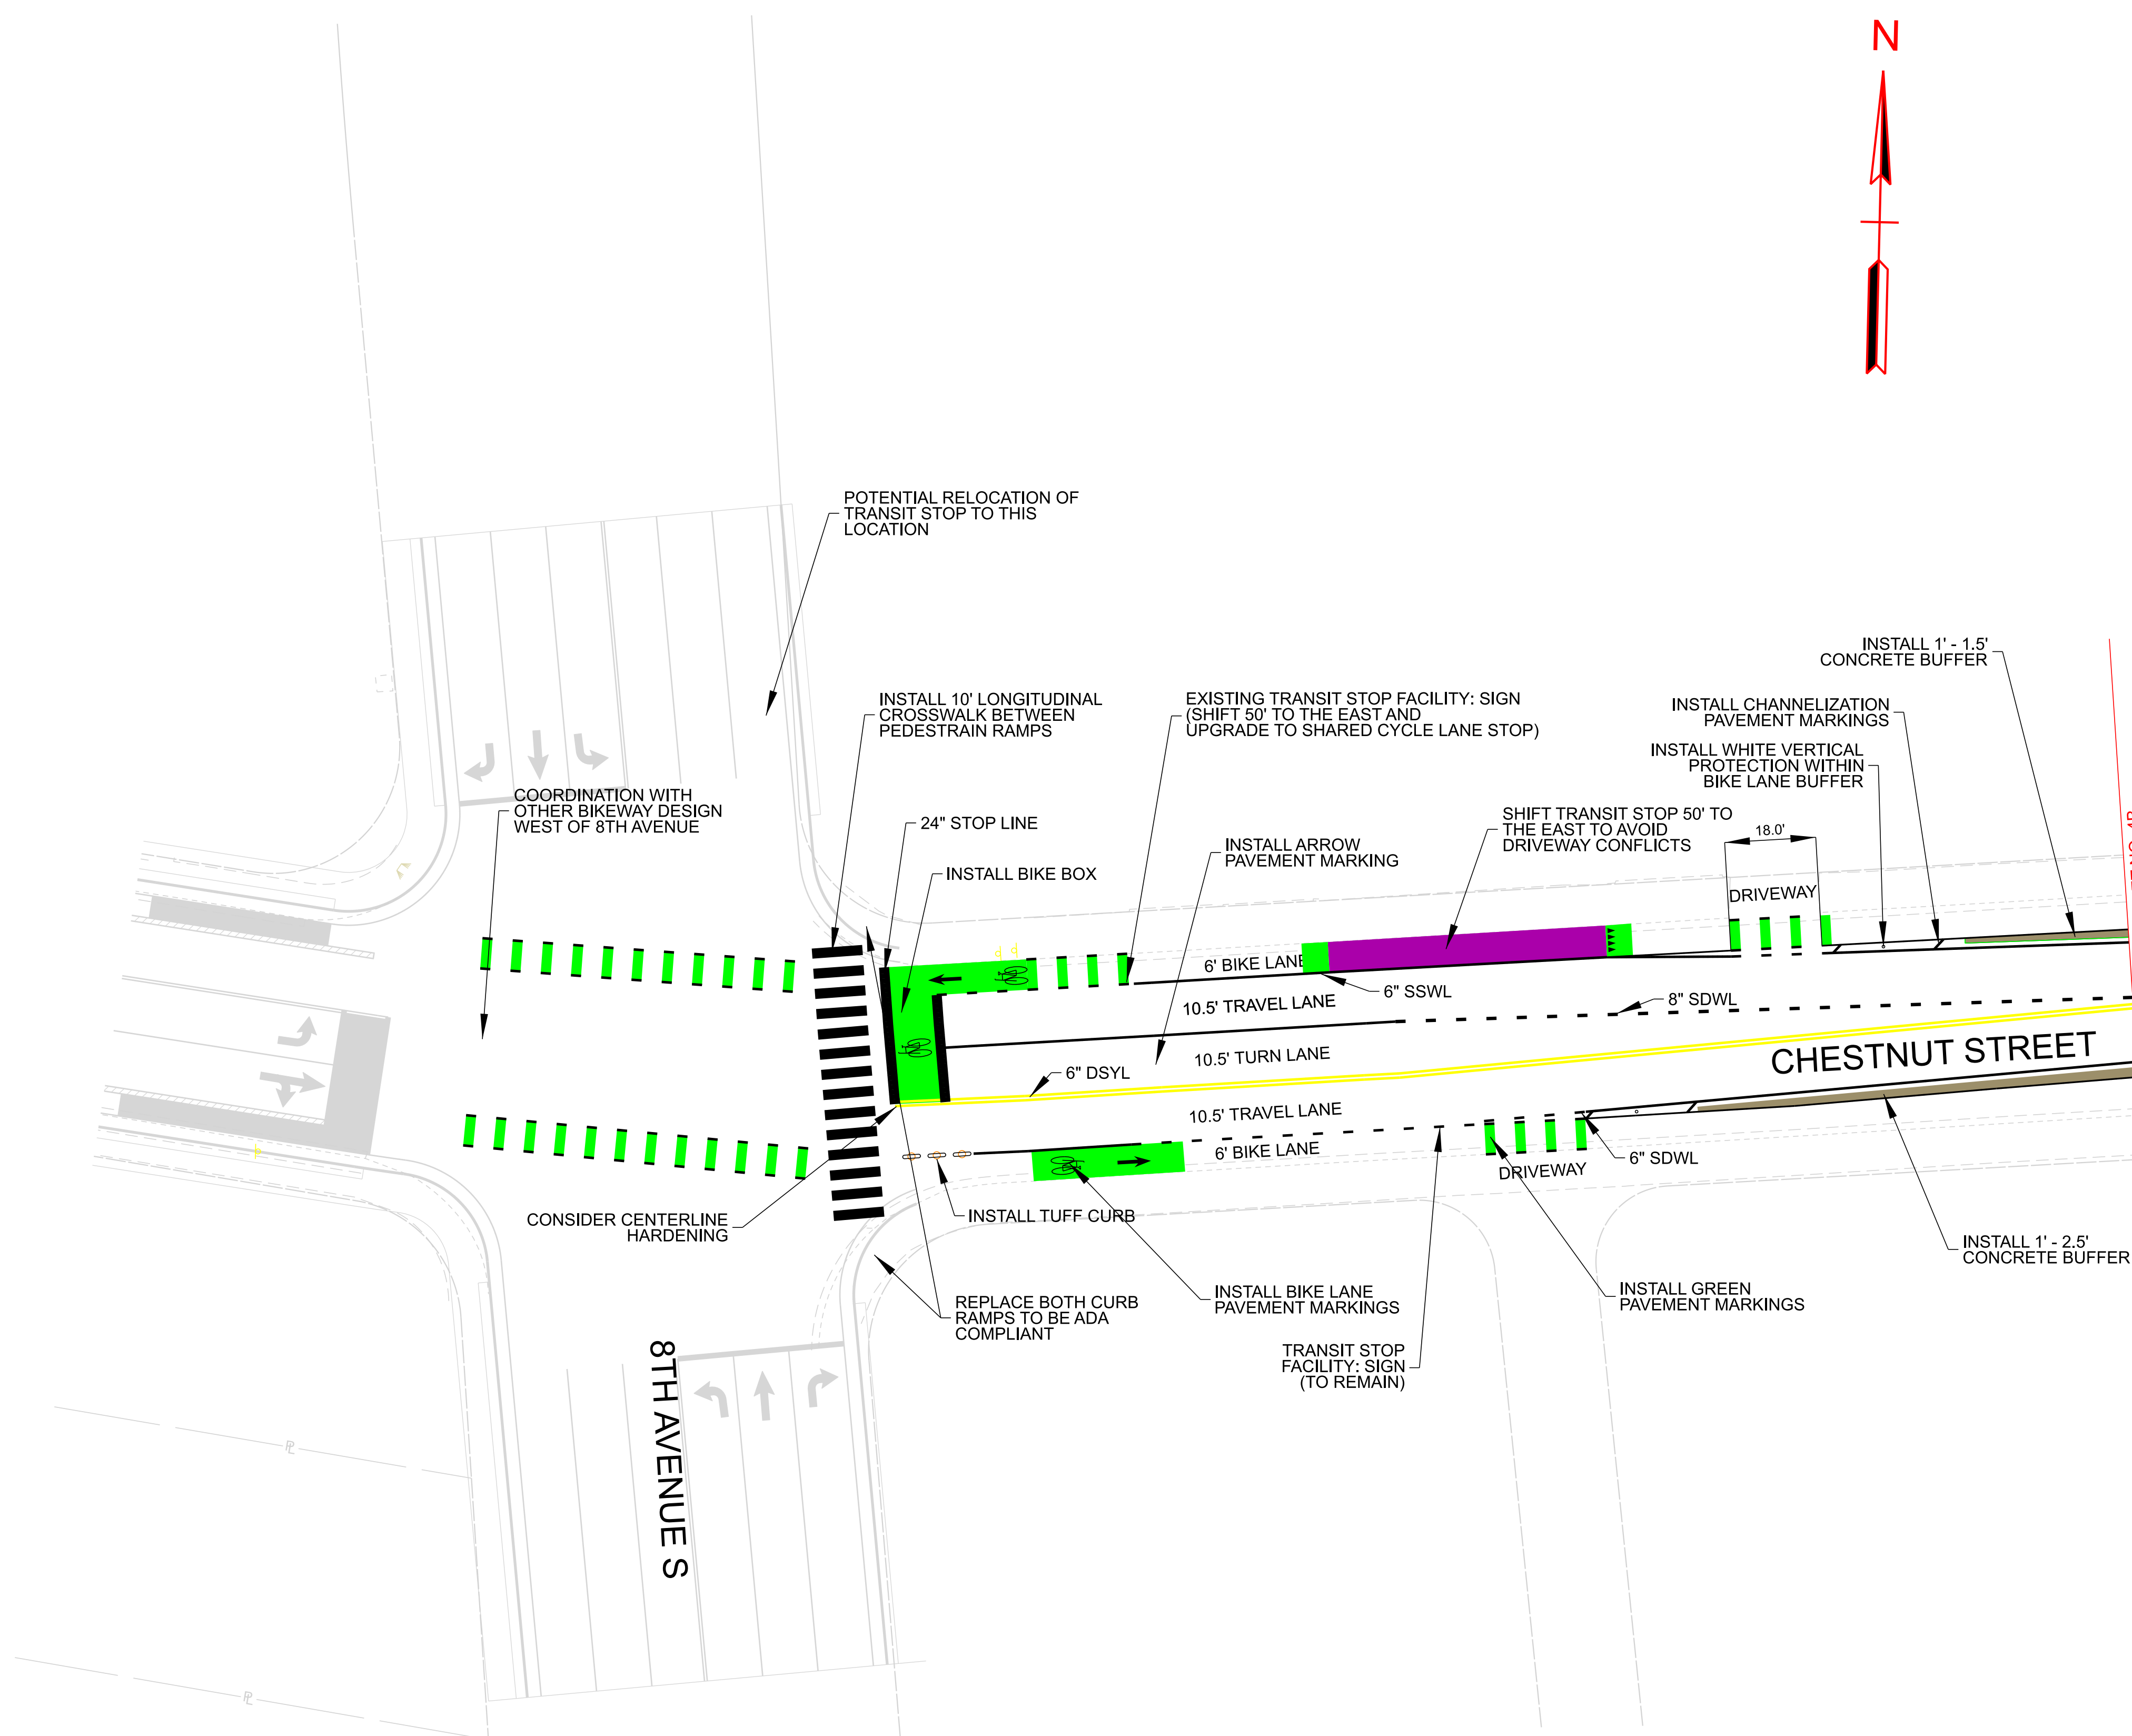 N
POTENTIAL RELOCATION OF
TRANSIT STOP TO THIS
LOCATION
INSTALL 1' - 1.5'
CONCRETE BUFFER
INSTALL 10' LONGITUDINAL
CROSSWALK BETWEEN
PEDESTRAIN RAMPS
EXISTING TRANSIT STOP FACILITY: SIGN
(SHIFT 50' TO THE EAST AND
UPGRADE TO SHARED CYCLE LANE STOP)
INSTALL CHANNELIZATION
PAVEMENT MARKINGS
INSTALL WHITE VERTICAL
PROTECTION WITHIN
BIKE LANE BUFFER
COORDINATION WITH
OTHER BIKEWAY DESIGN
WEST OF 8TH AVENUE
24" STOP LINE
SHIFT TRANSIT STOP 50' TO
THE EAST TO AVOID
DRIVEWAY CONFLICTS
18.0'
INSTALL ARROW
PAVEMENT MARKING
INSTALL BIKE BOX
DRIVEWAY
6' BIKE LANE
6" SSWL
10.5' TRAVEL LANE
8" SDWL
10.5' TURN LANE
CHESTNUT STREET
6" DSYL
10.5' TRAVEL LANE
6' BIKE LANE
6" SDWL
DRIVEWAY
CONSIDER CENTERLINE
HARDENING
INSTALL TUFF CURB
INSTALL 1' - 2.5'
CONCRETE BUFFER
REPLACE BOTH CURB
RAMPS TO BE ADA
COMPLIANT
INSTALL BIKE LANE
PAVEMENT MARKINGS
INSTALL GREEN
PAVEMENT MARKINGS
TRANSIT STOP
FACILITY: SIGN
(TO REMAIN)
8TH AVENUE S
PL
PL